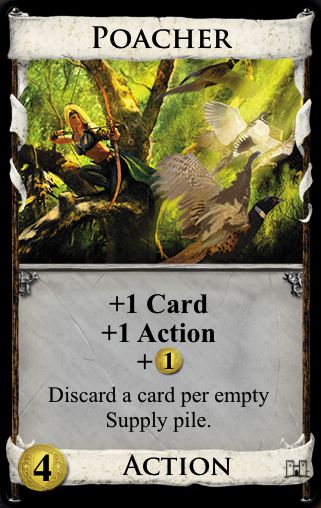 POACHER
+1 Card
+1 Action
+1
Discard a card per empty
Supply pile.
4 ACTION